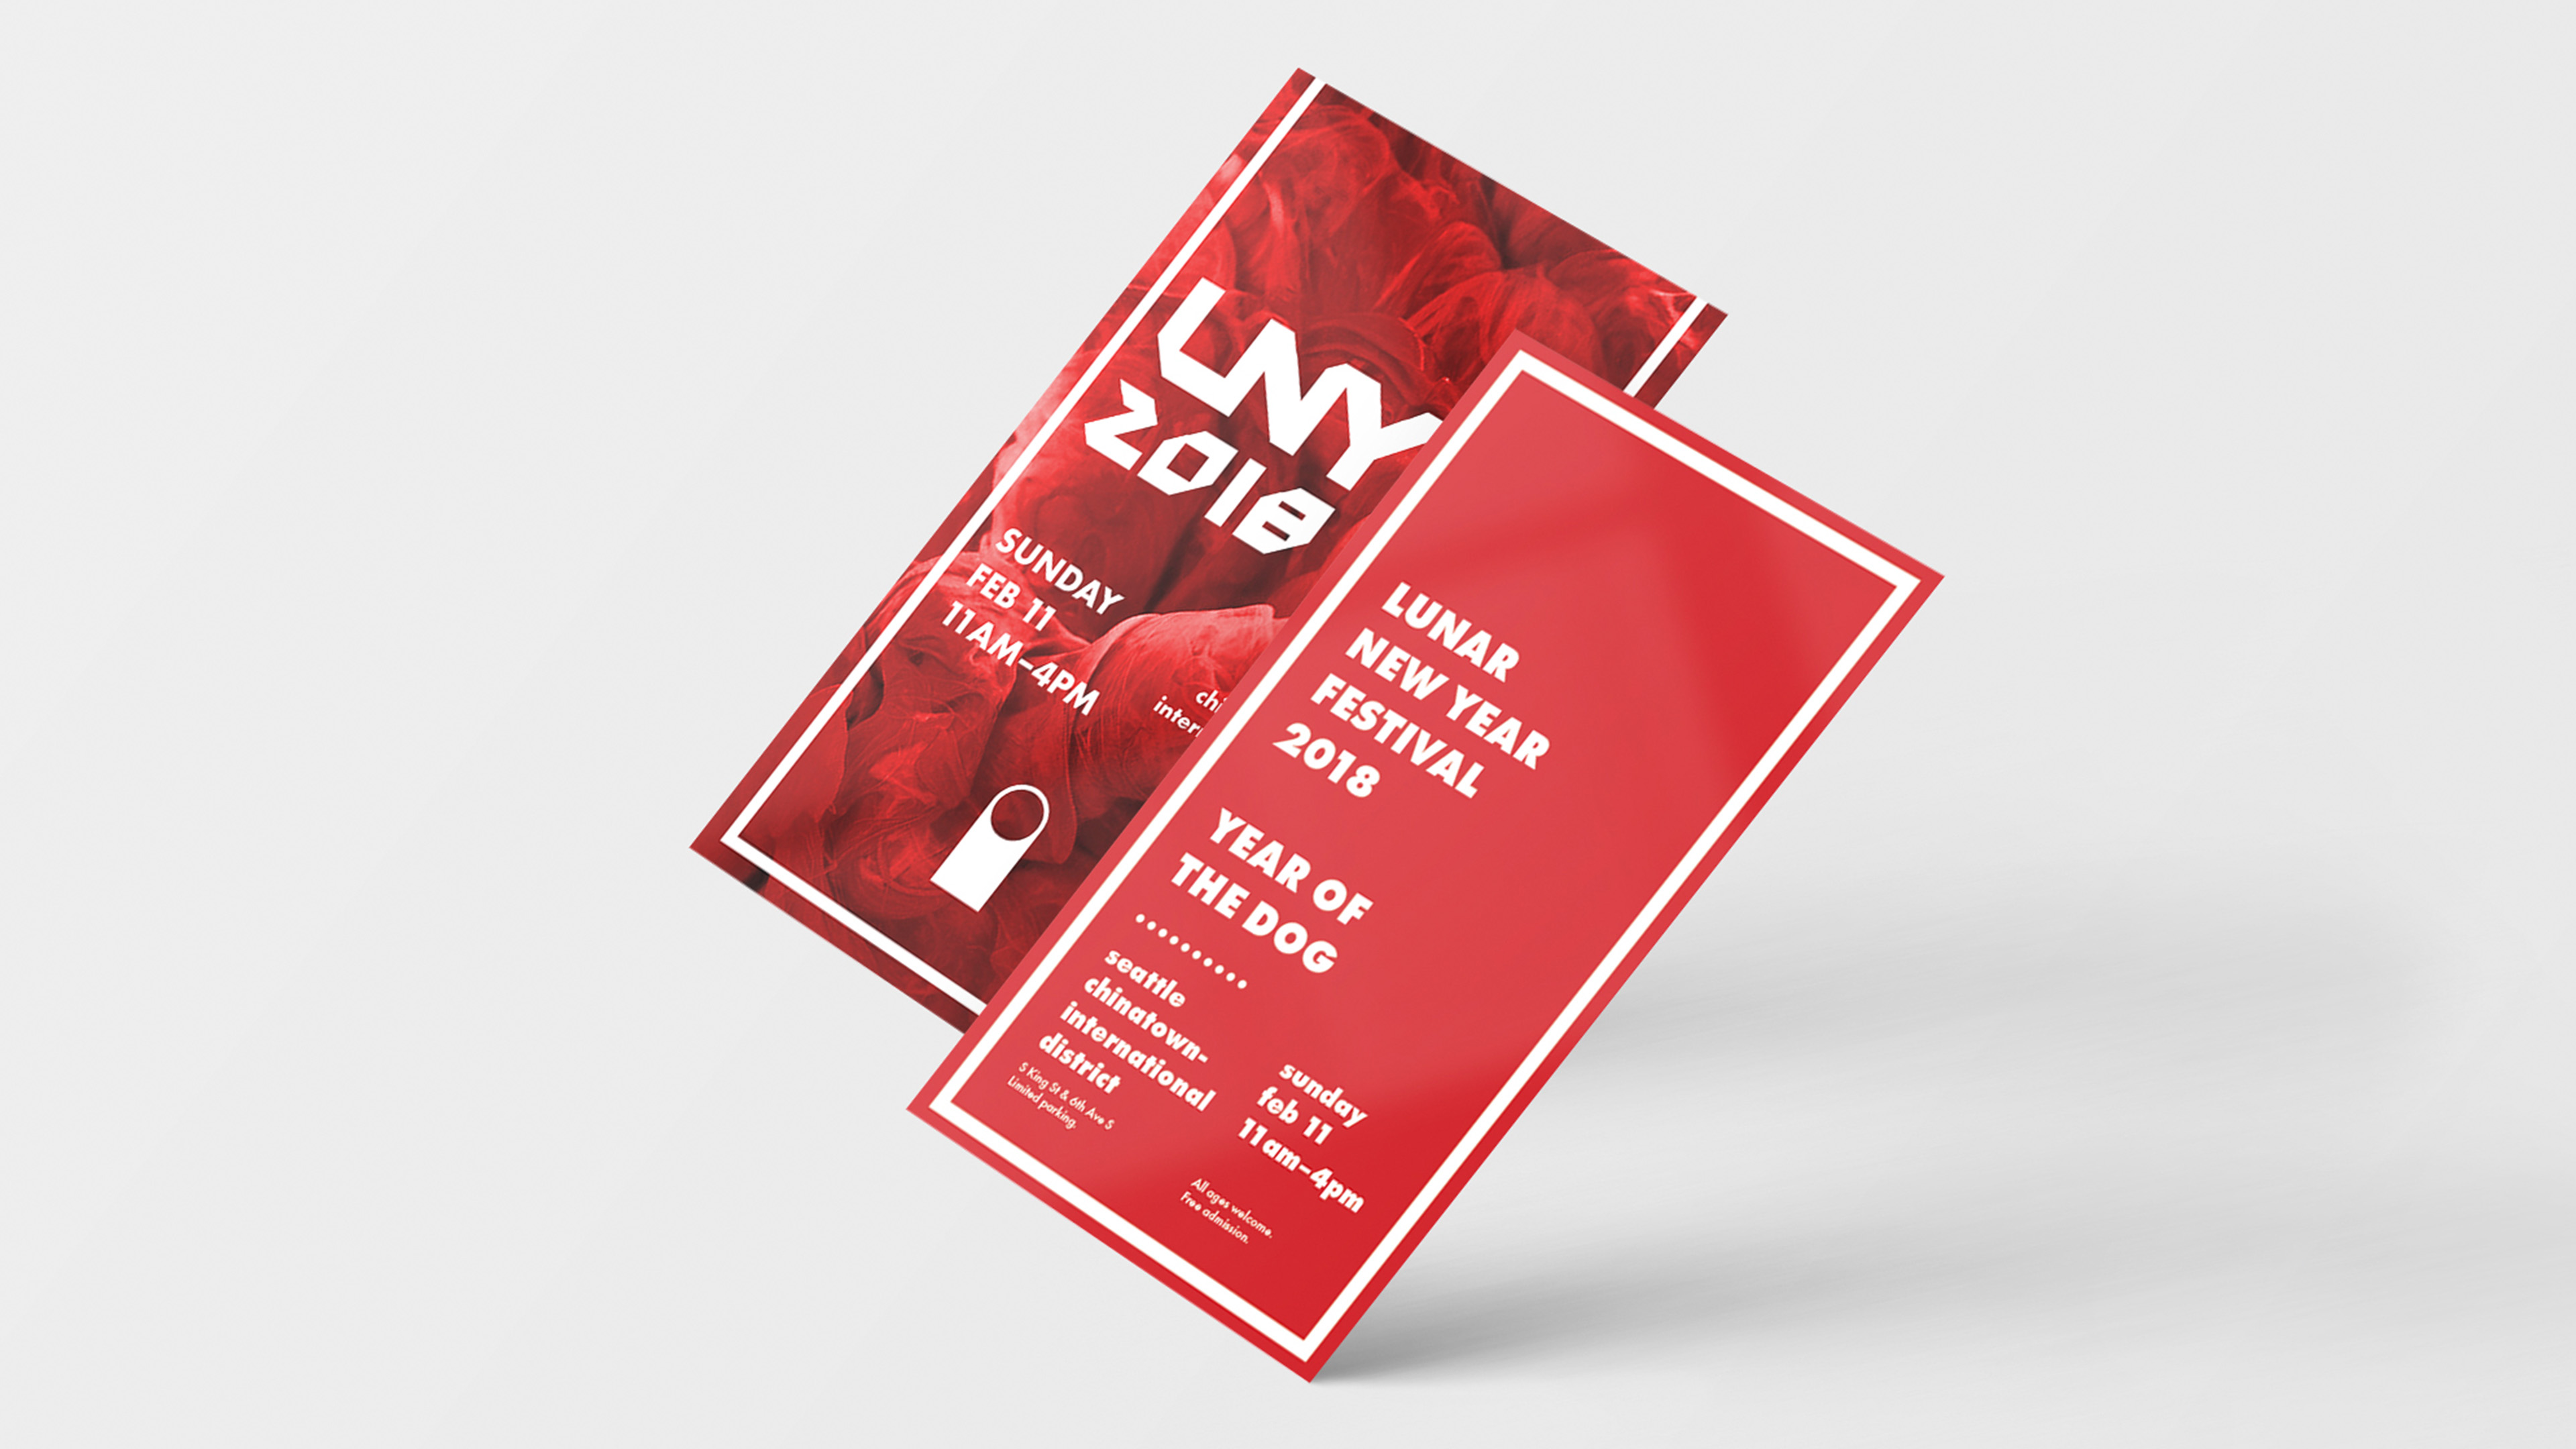 LNY
2018
SUNDAY
FEB 11
11AM–4PM
LUNAR
NEW YEAR
FESTIVAL
2018
YEAR OF
THE DOG
seattle
chinatown-
international
district
S King St & 6th Ave S
Limited parking.
sunday
feb 11
11am–4pm
All ages welcome.
Free admission.